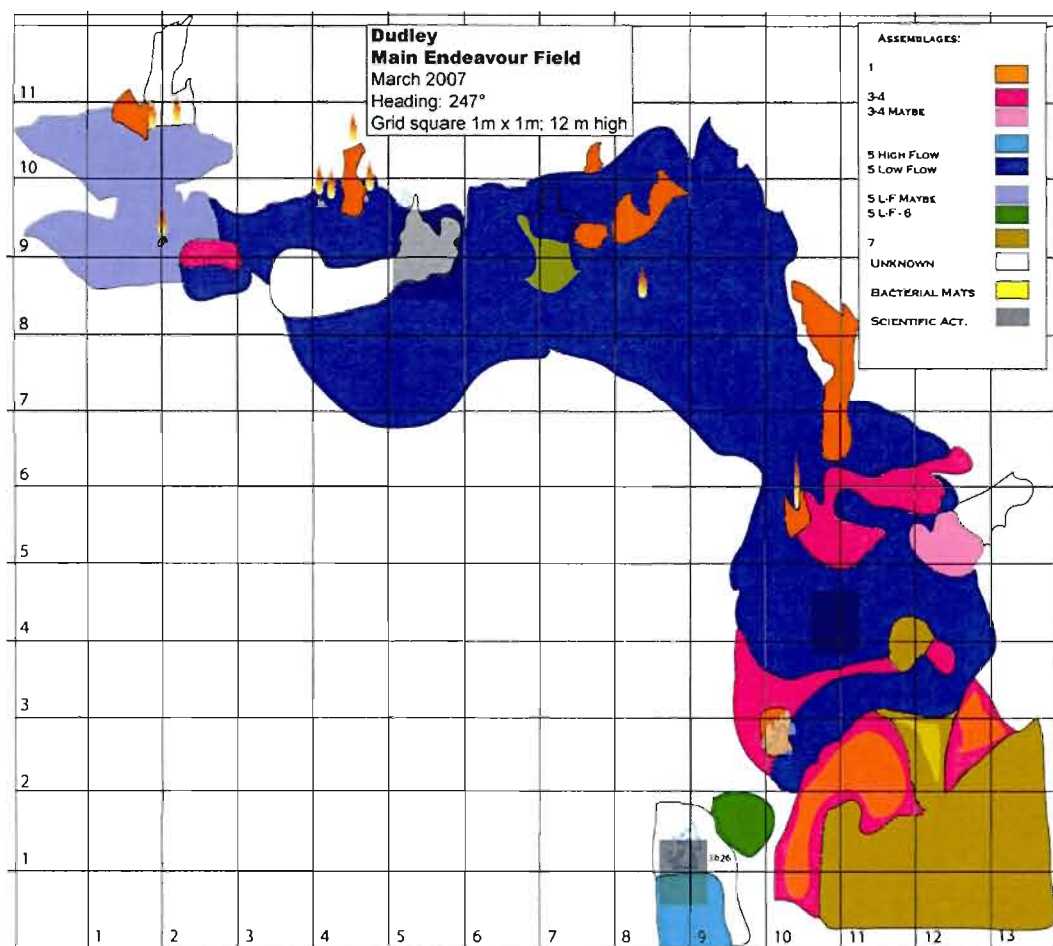 Dudley
Main Endeavour Field
March 2007
Heading: 247°
Grid square 1m x 1m; 12 m high
ASSEMBLAGES:
1
3-4
3-4 MAYBE
5 HIGH FLOW
5 LOW FLOW
5 L-F MAYBE
5 L-F - 6
7
UNKNOWN
BACTERIAL MATS
SCIENTIFIC ACT.
11
10
9
8
7
6
5
4
3
2
1
1 2 3 4 5 6 7 8 9 10 11 12 13